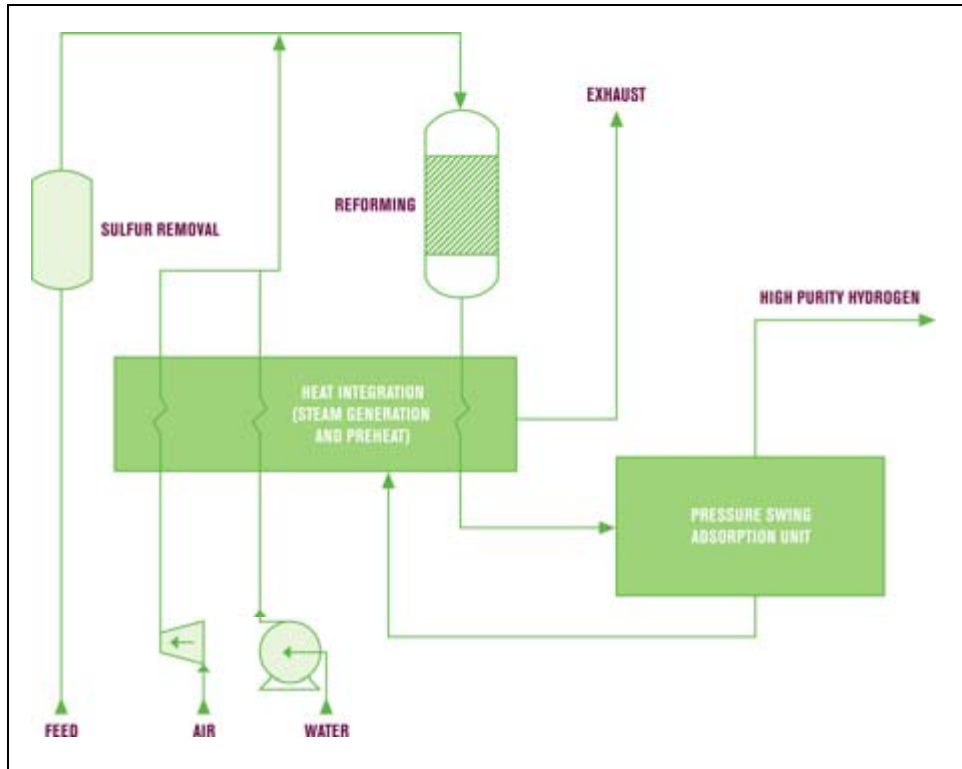 EXHAUST
REFORMING
SULFUR REMOVAL
HIGH PURITY HYDROGEN
HEAT INTEGRATION
(STEAM GENERATION
AND PREHEAT)
PRESSURE SWING
ADSORPTION UNIT
FEED
AIR
WATER